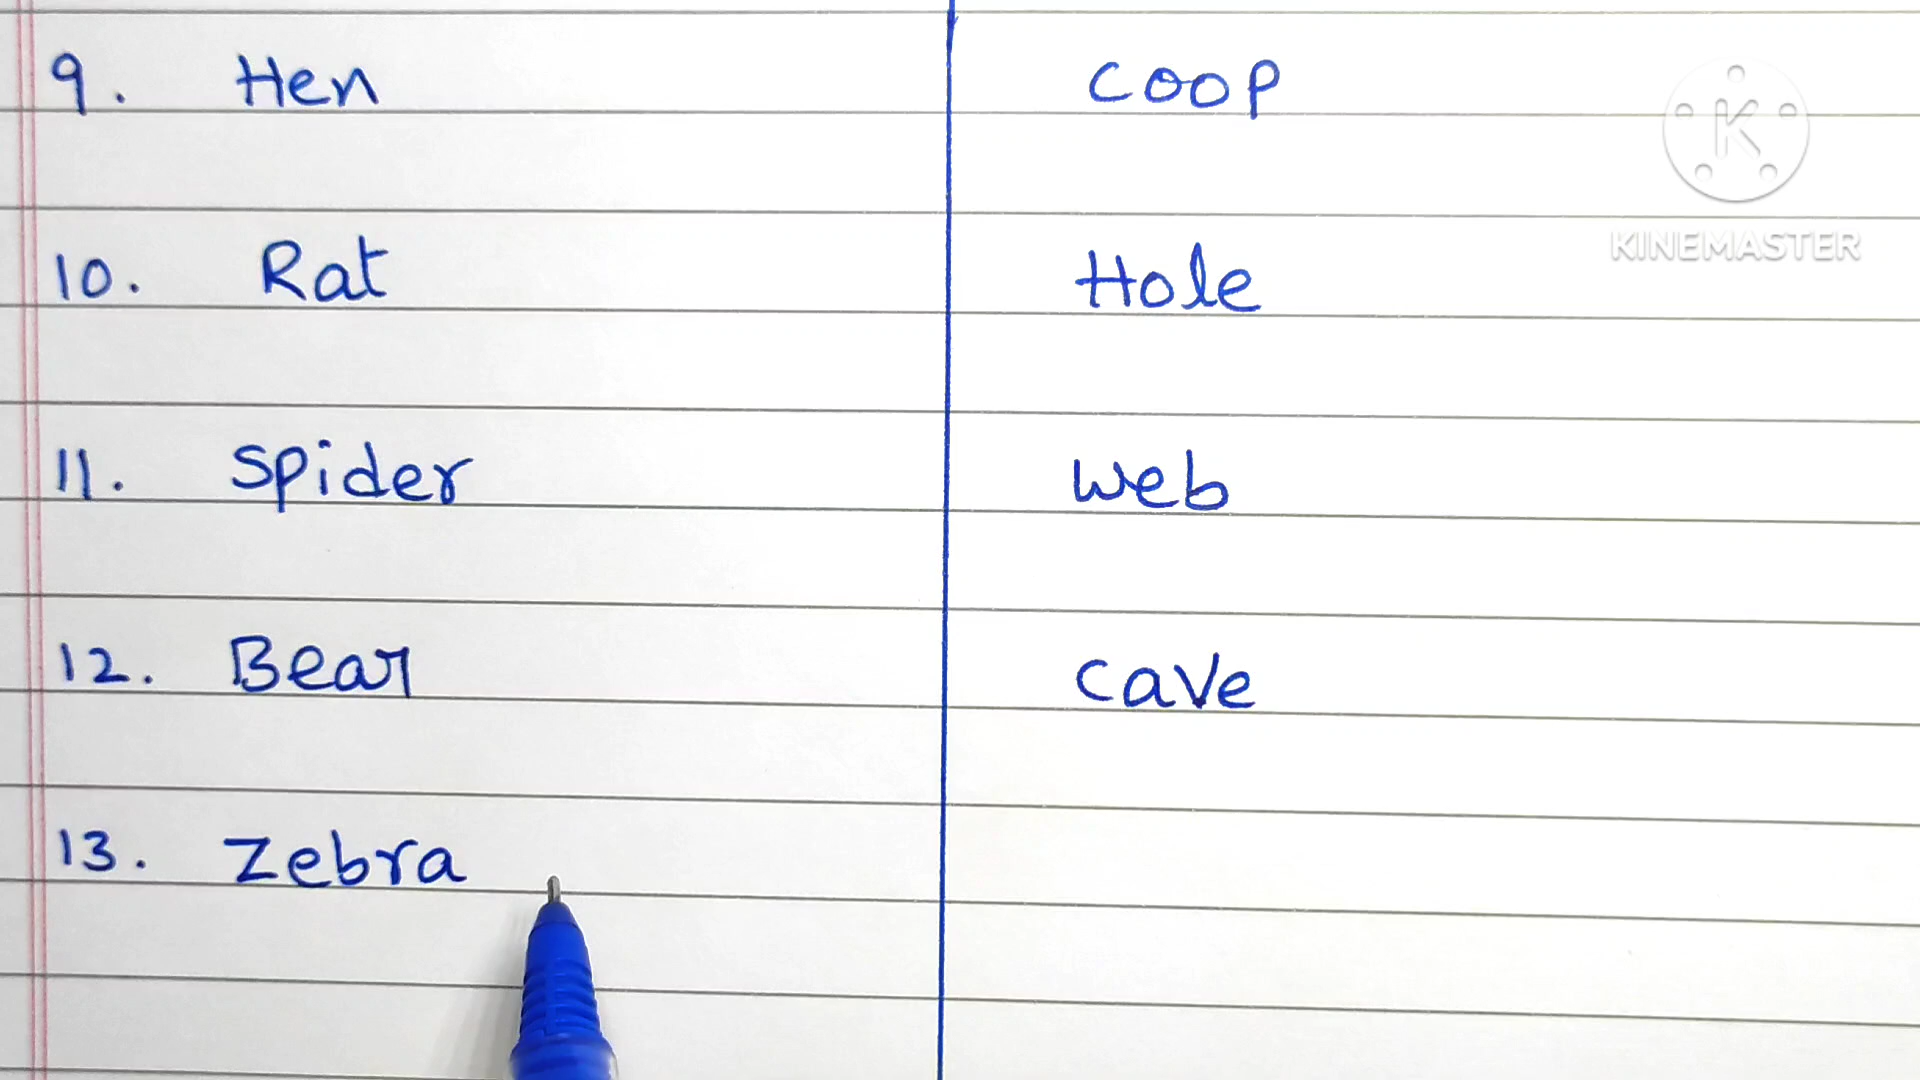 9. Hen coop
K
KINEMASTER
10. Rat Hole
11. Spider Web
12. Bear cave
13. Zebra